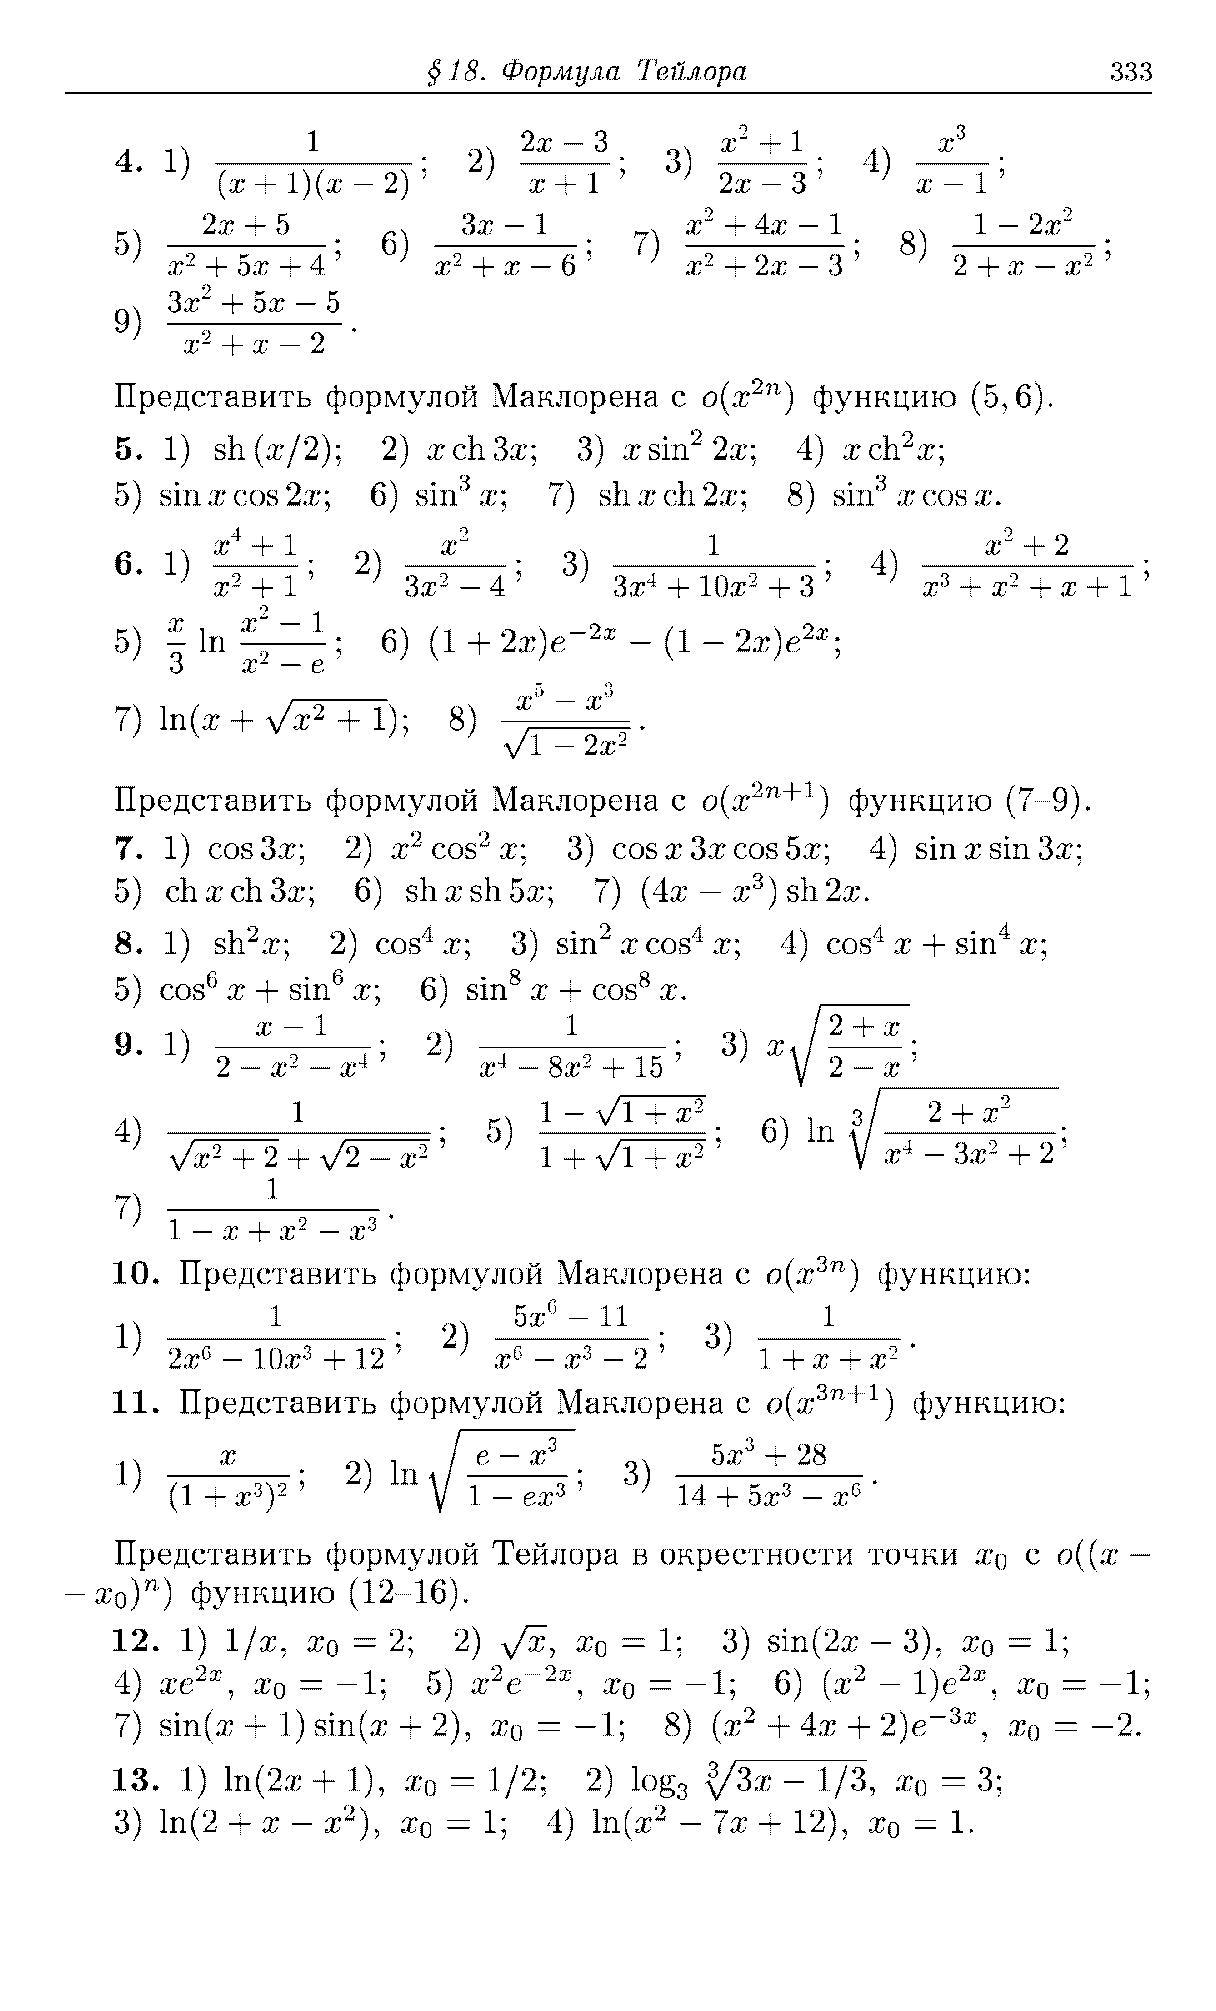 § 18. Формула Тейлора 333
4. 1) \frac{1}{(x + 1)(x − 2)}; 2) \frac{2x − 3}{x + 1}; 3) \frac{x^2 + 1}{2x − 3}; 4) \frac{x^3}{x − 1};
5) \frac{2x + 5}{x^2 + 5x + 4}; 6) \frac{3x − 1}{x^2 + x − 6}; 7) \frac{x^2 + 4x − 1}{x^2 + 2x − 3}; 8) \frac{1 − 2x^2}{2 + x − x^2};
9) \frac{3x^2 + 5x − 5}{x^2 + x − 2}.
Представить формулой Маклорена с o(x^{2n}) функцию (5, 6).
5. 1) sh (x/2); 2) x ch 3x; 3) x sin^2 2x; 4) x ch^2 x;
5) sin x cos 2x; 6) sin^3 x; 7) sh x ch 2x; 8) sin^3 x cos x.
6. 1) \frac{x^4 + 1}{x^2 + 1}; 2) \frac{x^2}{3x^2 − 4}; 3) \frac{1}{3x^4 + 10x^2 + 3}; 4) \frac{x^2 + 2}{x^3 + x^2 + x + 1};
5) \frac{x}{3} ln \frac{x^2 − 1}{x^2 − e}; 6) (1 + 2x)e^{−2x} − (1 − 2x)e^{2x};
7) ln(x + \sqrt{x^2 + 1}); 8) \frac{x^5 − x^3}{\sqrt{1 − 2x^2}}.
Представить формулой Маклорена с o(x^{2n+1}) функцию (7–9).
7. 1) cos 3x; 2) x^2 cos^2 x; 3) cos x 3x cos 5x; 4) sin x sin 3x;
5) ch x ch 3x; 6) sh x sh 5x; 7) (4x − x^3) sh 2x.
8. 1) sh^2 x; 2) cos^4 x; 3) sin^2 x cos^4 x; 4) cos^4 x + sin^4 x;
5) cos^6 x + sin^6 x; 6) sin^8 x + cos^8 x.
9. 1) \frac{x − 1}{2 − x^2 − x^4}; 2) \frac{1}{x^4 − 8x^2 + 15}; 3) x\sqrt{\frac{2 + x}{2 − x}};
4) \frac{1}{\sqrt{x^2 + 2} + \sqrt{2 − x^2}}; 5) \frac{1 − \sqrt{1 + x^2}}{1 + \sqrt{1 + x^2}}; 6) ln \sqrt[3]{\frac{2 + x^2}{x^4 − 3x^2 + 2}};
7) \frac{1}{1 − x + x^2 − x^3}.
10. Представить формулой Маклорена с o(x^{3n}) функцию:
1) \frac{1}{2x^6 − 10x^3 + 12}; 2) \frac{5x^6 − 11}{x^6 − x^3 − 2}; 3) \frac{1}{1 + x + x^2}.
11. Представить формулой Маклорена с o(x^{3n+1}) функцию:
1) \frac{x}{(1 + x^3)^2}; 2) ln \sqrt{\frac{e − x^3}{1 − ex^3}}; 3) \frac{5x^3 + 28}{14 + 5x^3 − x^6}.
Представить формулой Тейлора в окрестности точки x_0 с o((x −
− x_0)^n) функцию (12–16).
12. 1) 1/x, x_0 = 2; 2) \sqrt{x}, x_0 = 1; 3) sin(2x − 3), x_0 = 1;
4) xe^{2x}, x_0 = −1; 5) x^2 e^{−2x}, x_0 = −1; 6) (x^2 − 1)e^{2x}, x_0 = −1;
7) sin(x + 1) sin(x + 2), x_0 = −1; 8) (x^2 + 4x + 2)e^{−3x}, x_0 = −2.
13. 1) ln(2x + 1), x_0 = 1/2; 2) log_3 \sqrt[3]{3x − 1/3}, x_0 = 3;
3) ln(2 + x − x^2), x_0 = 1; 4) ln(x^2 − 7x + 12), x_0 = 1.